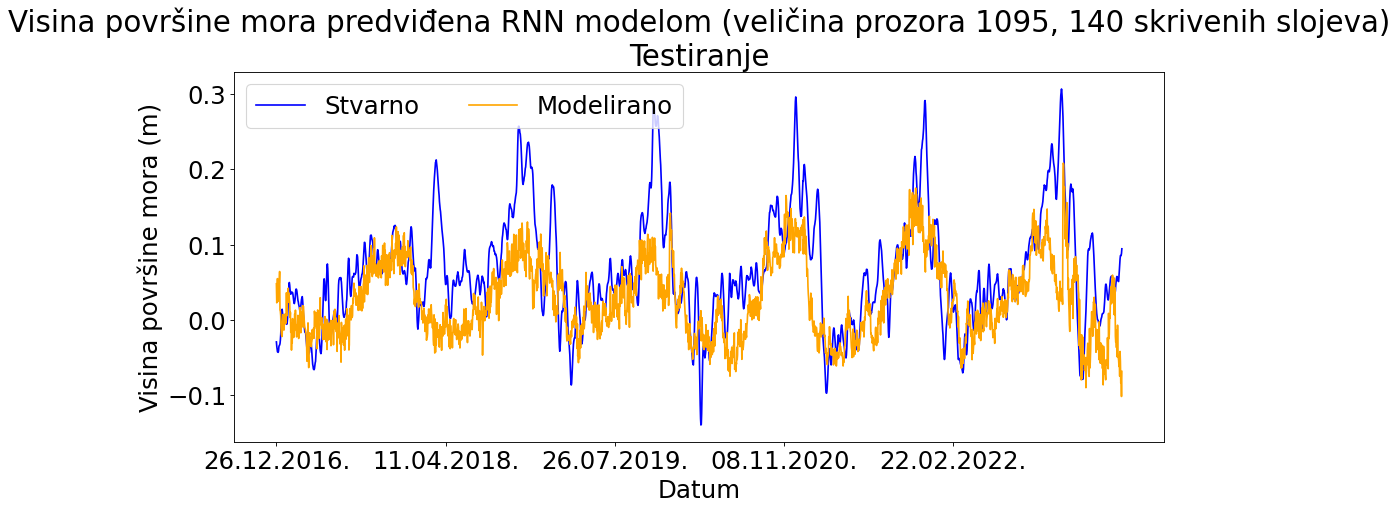 Visina površine mora predviđena RNN modelom (veličina prozora 1095, 140 skrivenih slojeva)
Testiranje
Stvarno Modelirano
Visina površine mora (m)
0.3
0.2
0.1
0.0
−0.1
26.12.2016. 11.04.2018. 26.07.2019. 08.11.2020. 22.02.2022.
Datum